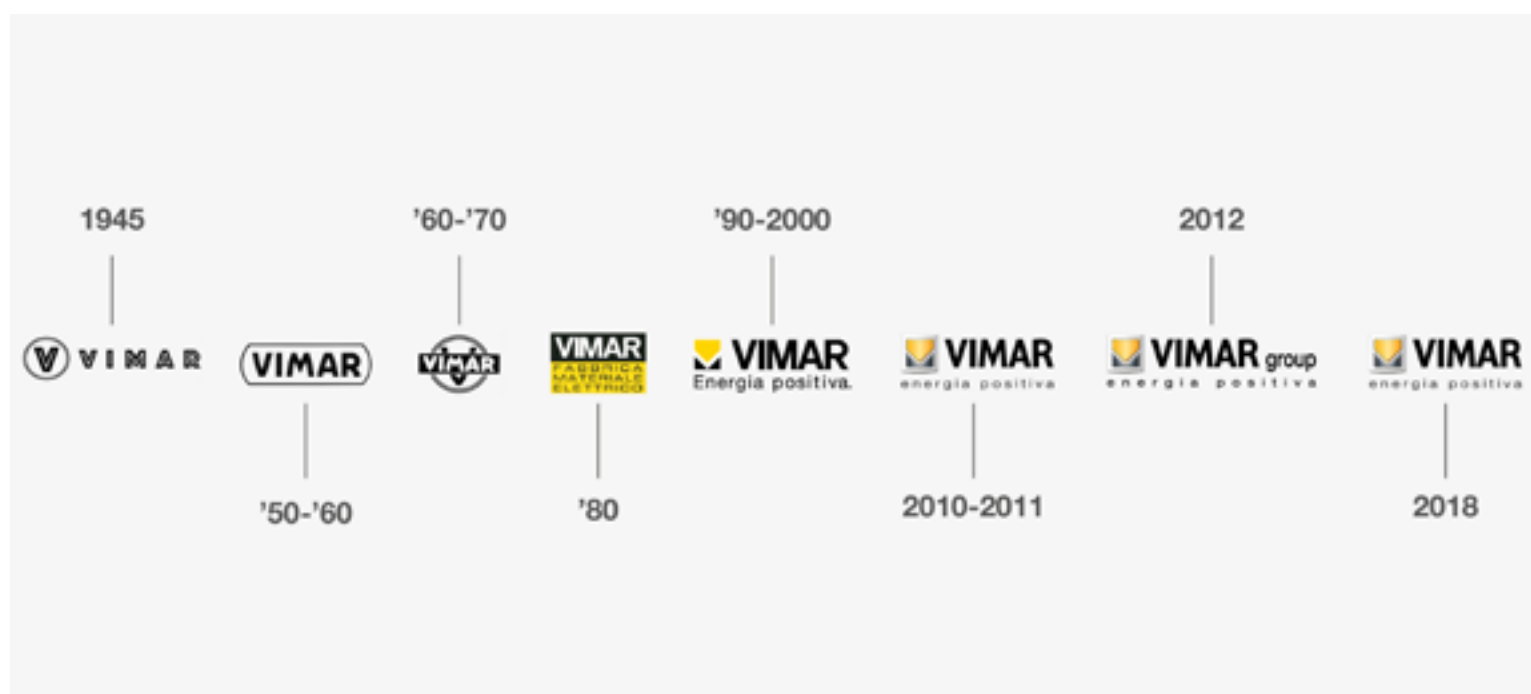 1945
'60-'70
'90-2000
2012
V VIMAR
VIMAR
VIMAR
VIMAR
FABBRICA
MATERIALE
ELETTRICO
VIMAR
Energia positiva.
VIMAR
energia positiva
VIMAR group
energia positiva
VIMAR
energia positiva
'50-'60
'80
2010-2011
2018